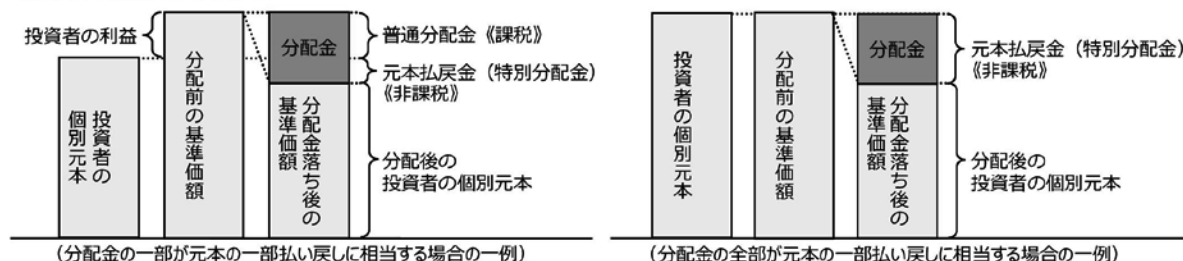 投資者の利益
投資者の
個別元本
分配前の基準価額
分配金
分配金落ち後の
基準価額
普通分配金《課税》
元本払戻金（特別分配金）
《非課税》
分配後の
投資者の個別元本
（分配金の一部が元本の一部払い戻しに相当する場合の一例）
投資者の個別元本
分配前の基準価額
分配金
分配金落ち後の
基準価額
元本払戻金（特別分配金）
《非課税》
分配後の
投資者の個別元本
（分配金の全部が元本の一部払い戻しに相当する場合の一例）